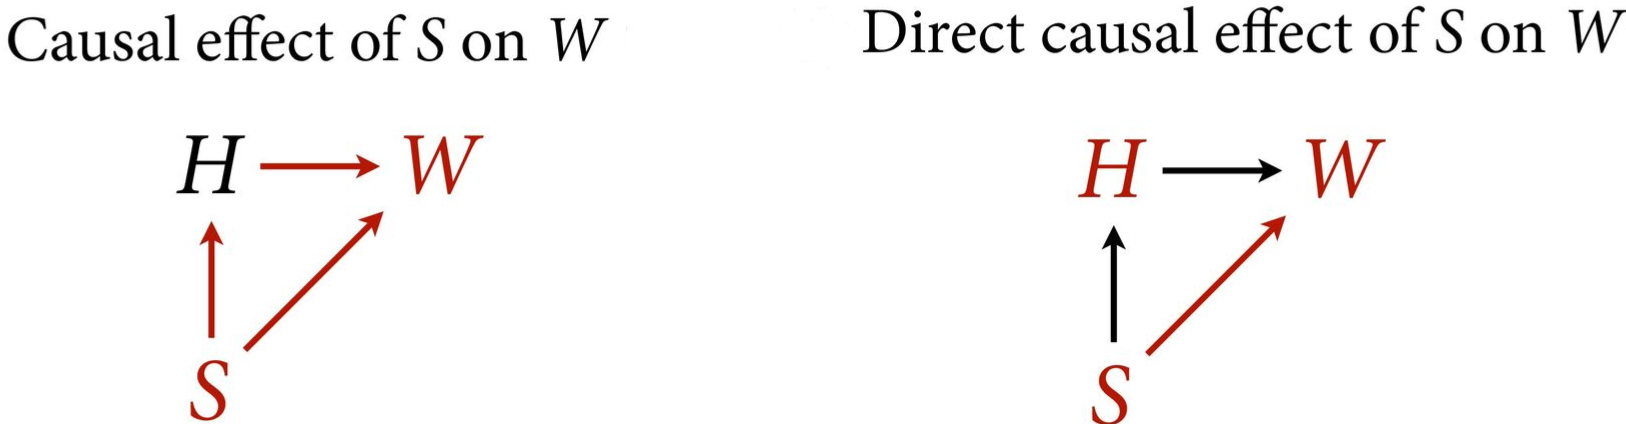 Causal effect of S on W
Direct causal effect of S on W
H W
S
H W
S